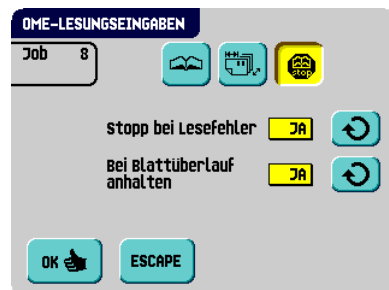 OME-LESUNGSEINGABEN
Job 8
stop
Stopp bei Lesefehler JA
Bei Blattüberlauf
anhalten JA
OK ESCAPE